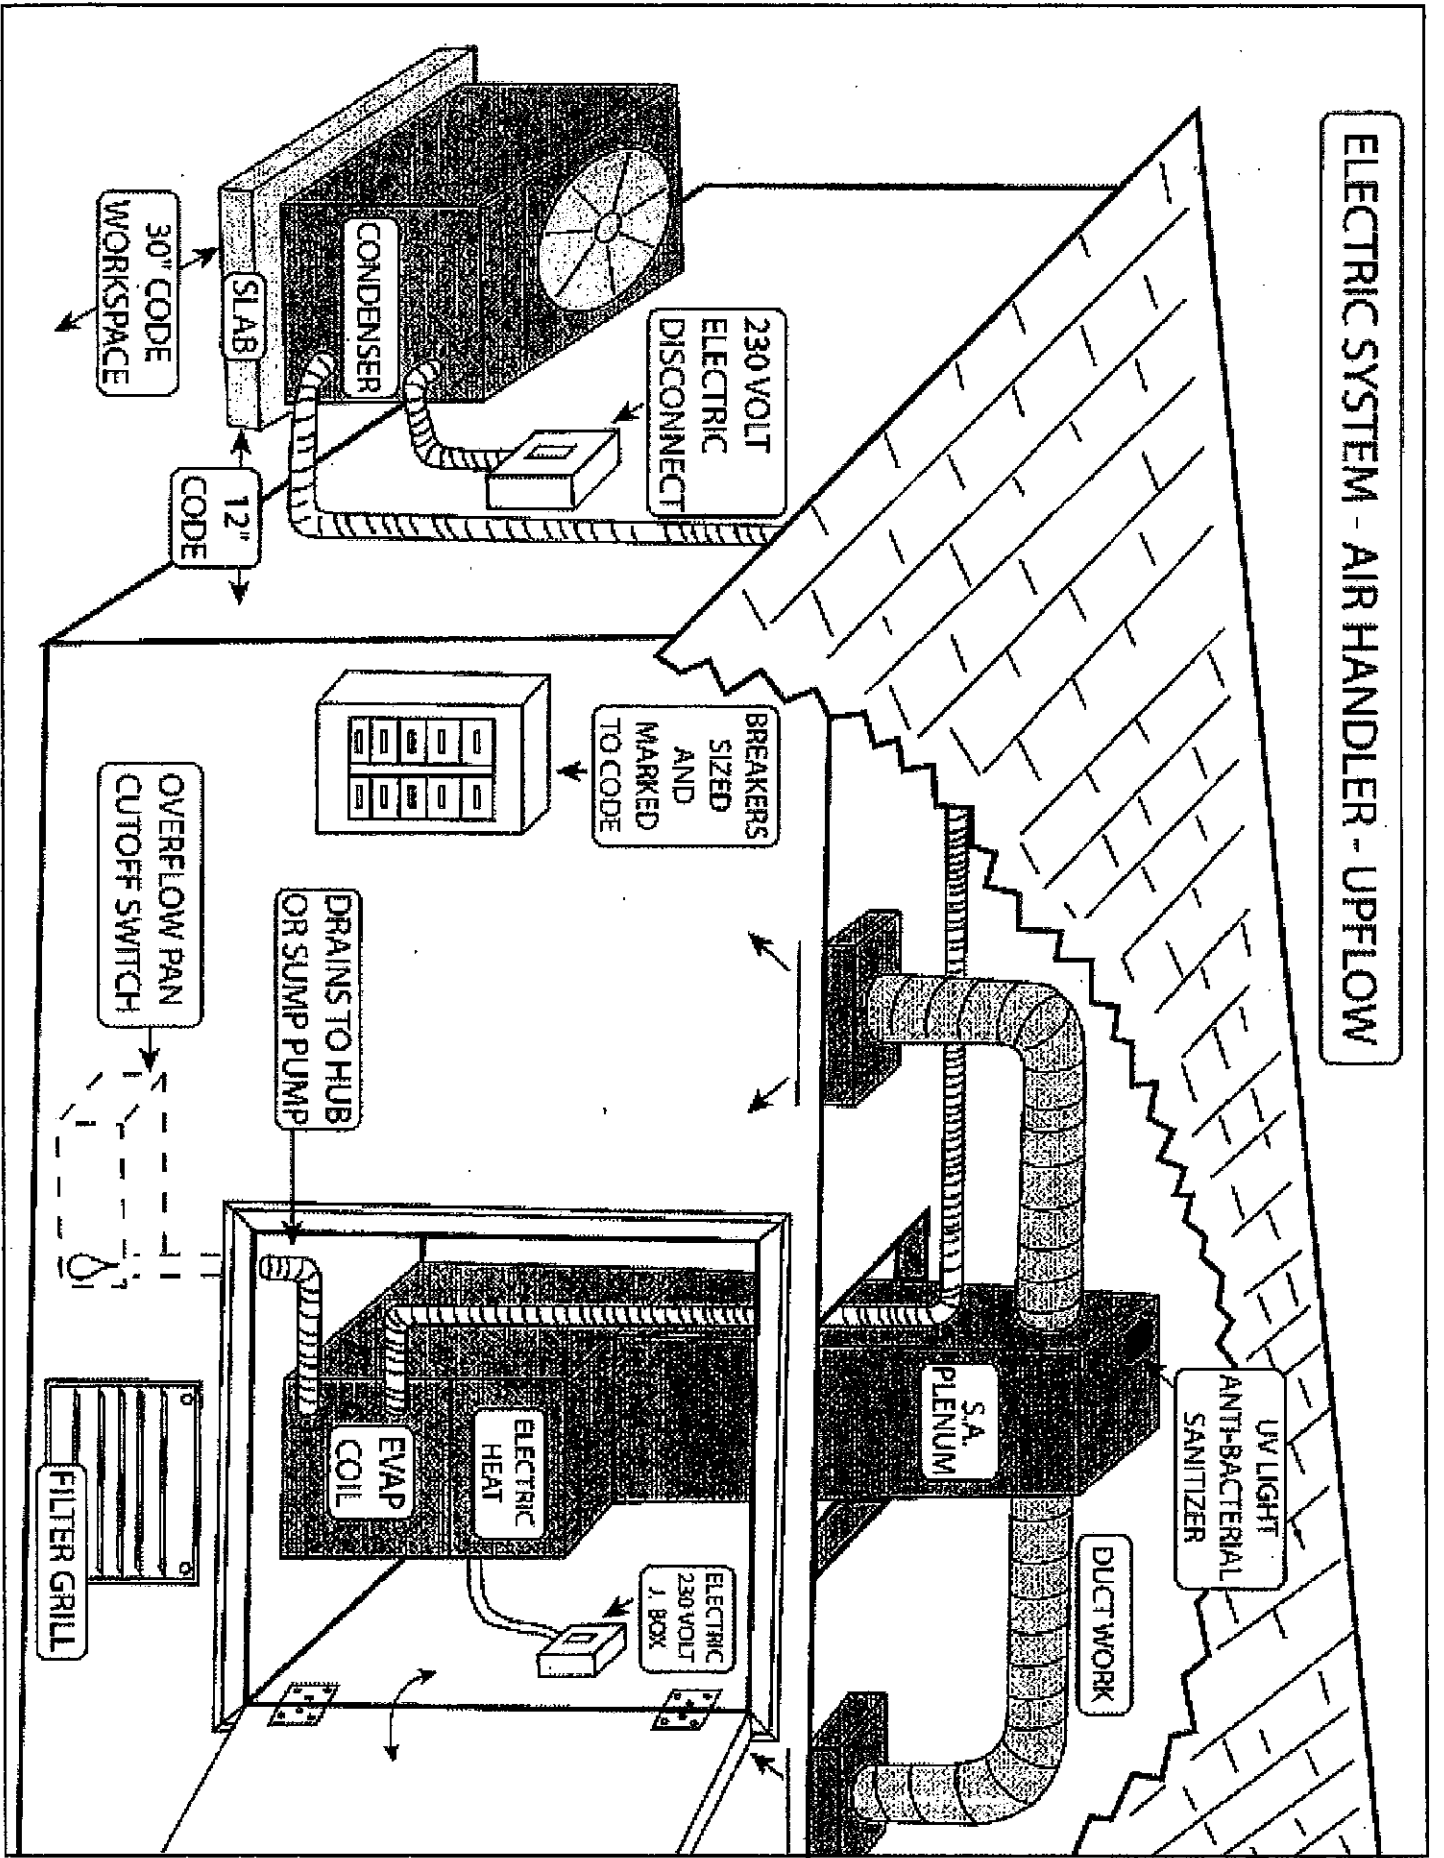 ELECTRIC SYSTEM - AIR HANDLER - UPFLOW
UV LIGHT
ANTI-BACTERIAL
SANITIZER
DUCT WORK
S.A.
PLENUM
230 VOLT
ELECTRIC
DISCONNECT
BREAKERS
SIZED
AND
MARKED
TO CODE
ELECTRIC
230 VOLT
J. BOX
ELECTRIC
HEAT
EVAP
COIL
CONDENSER
SLAB
30" CODE
WORKSPACE
12"
CODE
DRAINS TO HUB
OR SUMP PUMP
OVERFLOW PAN
CUTOFF SWITCH
FILTER GRILL